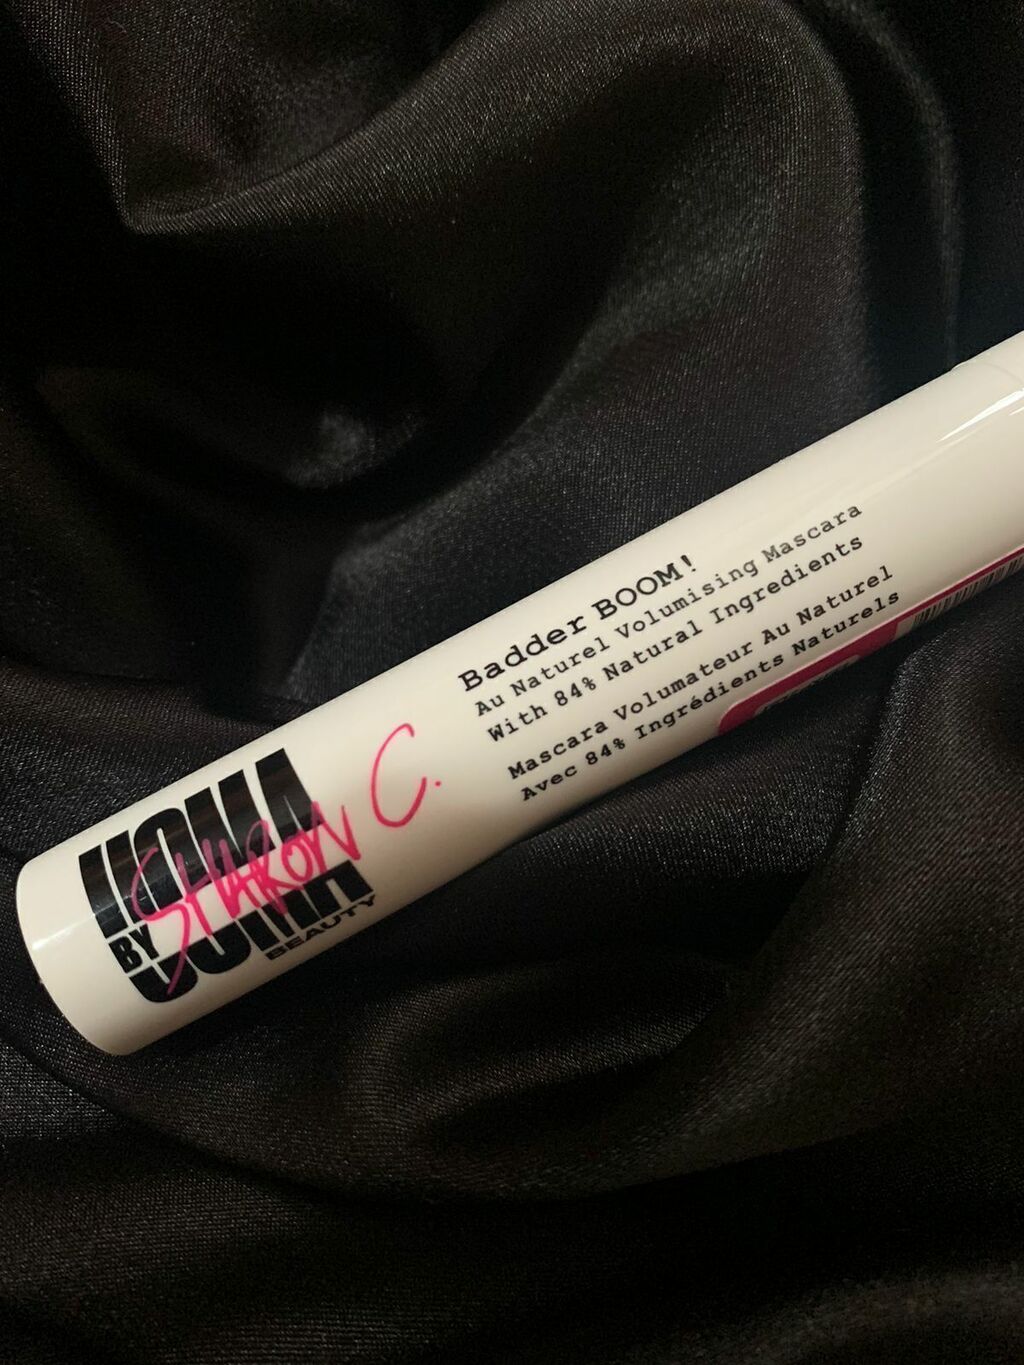 UOMA
BY SHARON C.
UOMA
BEAUTY
Badder BOOM!
Au Naturel Volumising Mascara
With 84% Natural Ingredients
Mascara Volumateur Au Naturel
Avec 84% Ingrédients Naturels